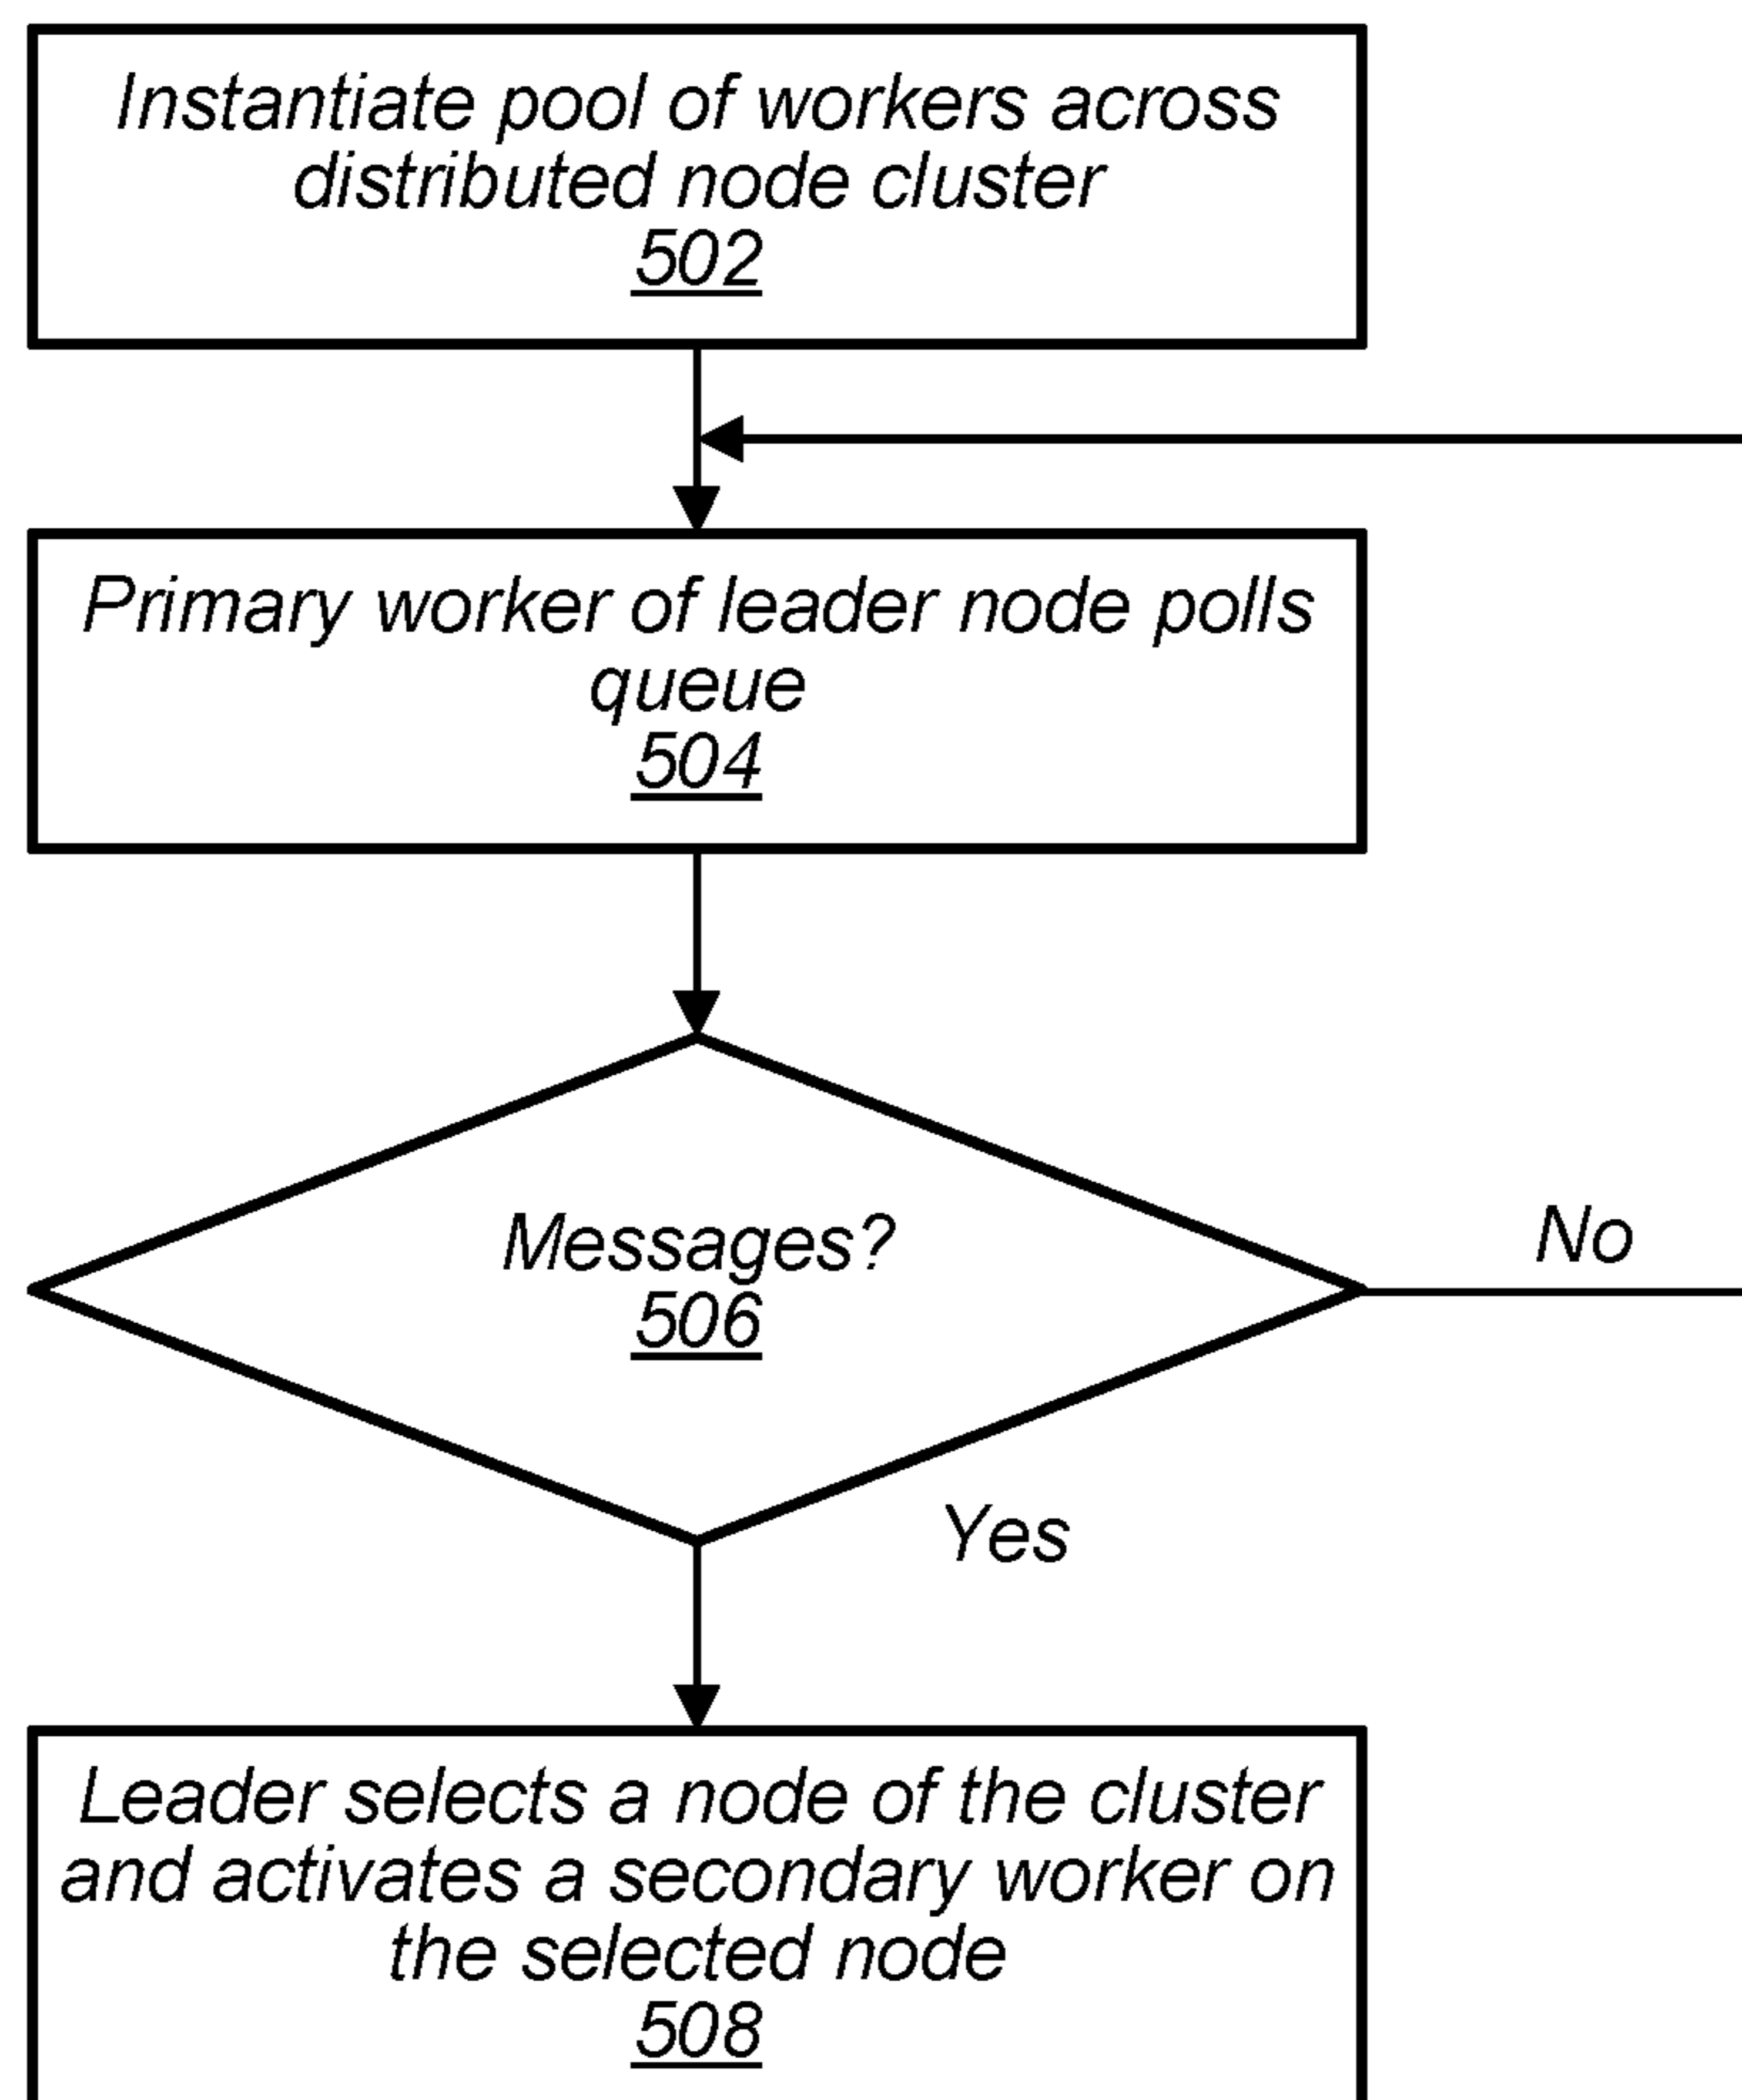 Instantiate pool of workers across
distributed node cluster
502
Primary worker of leader node polls
queue
504
Messages?
506
No
Yes
Leader selects a node of the cluster
and activates a secondary worker on
the selected node
508